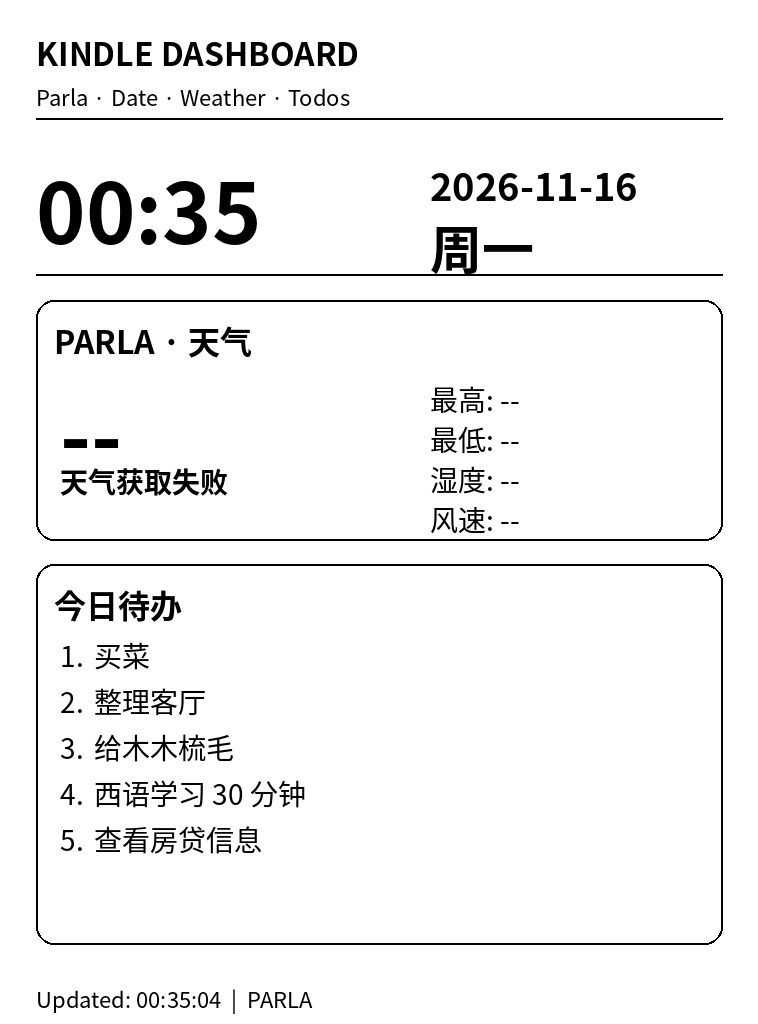 KINDLE DASHBOARD
Parla · Date · Weather · Todos
00:35
2026-11-16
周一
PARLA · 天气
--
天气获取失败
最高: --
最低: --
湿度: --
风速: --
今日待办
1. 买菜
2. 整理客厅
3. 给木木梳毛
4. 西语学习 30 分钟
5. 查看房贷信息
Updated: 00:35:04 | PARLA